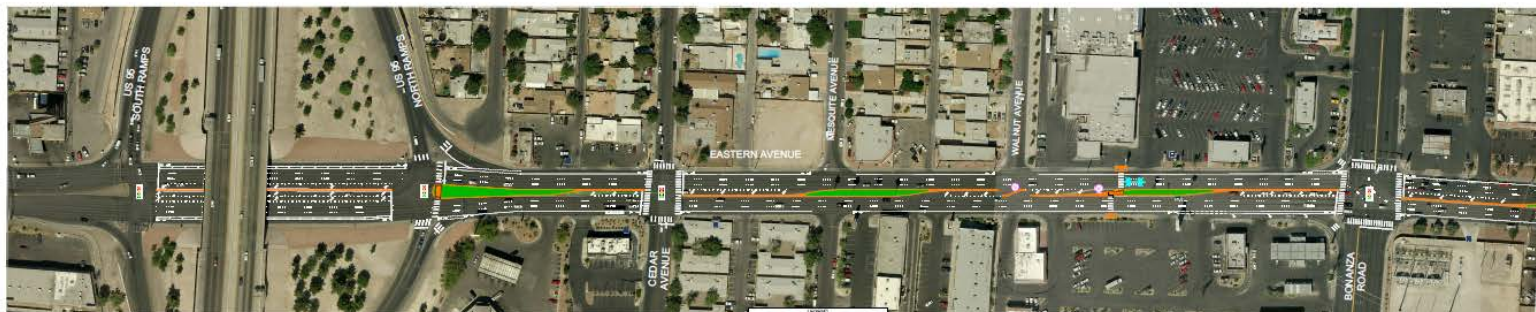 US 95
SOUTH RAMPS
US 95
NORTH RAMPS
CEDAR
AVENUE
EASTERN AVENUE
MESQUITE AVENUE
WALNUT AVENUE
BONANZA
ROAD